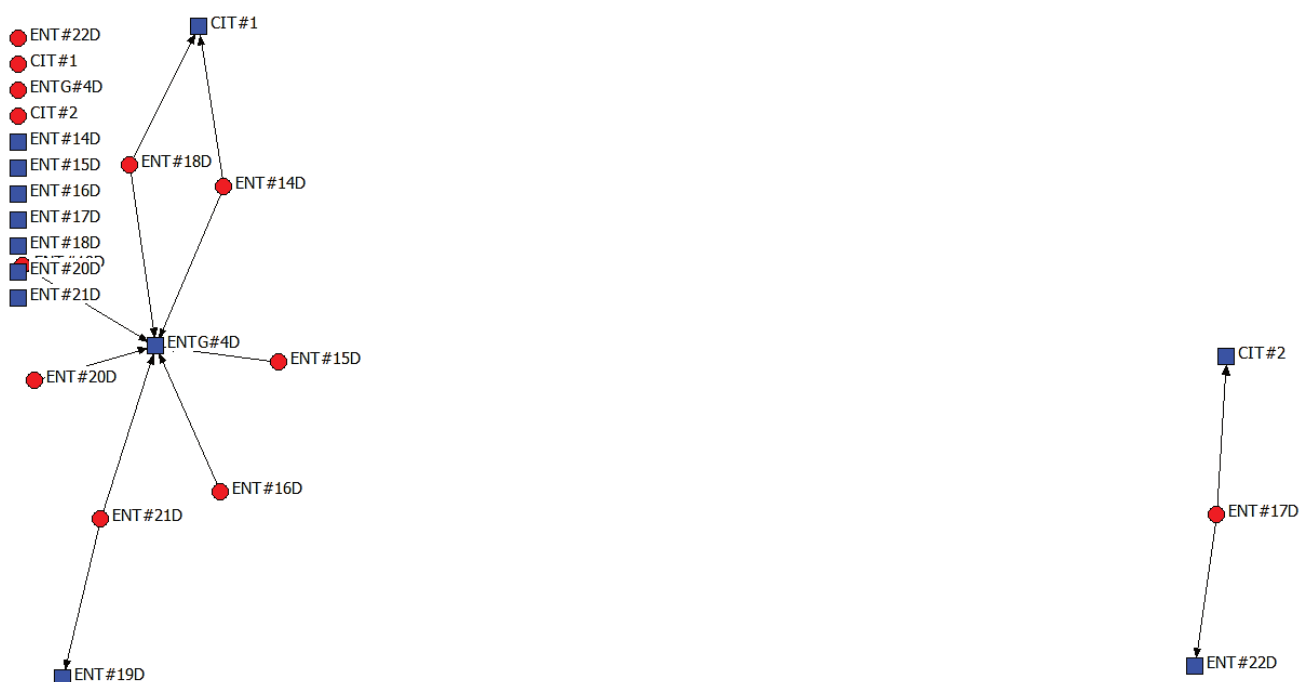 CIT#1
ENT#22D
CIT#1
ENTG#4D
CIT#2
ENT#14D
ENT#15D
ENT#18D
ENT#14D
ENT#16D
ENT#17D
ENT#18D
ENT#20D
ENT#21D
ENTG#4D
ENT#15D
CIT#2
ENT#20D
ENT#16D
ENT#21D
ENT#17D
ENT#19D
ENT#22D